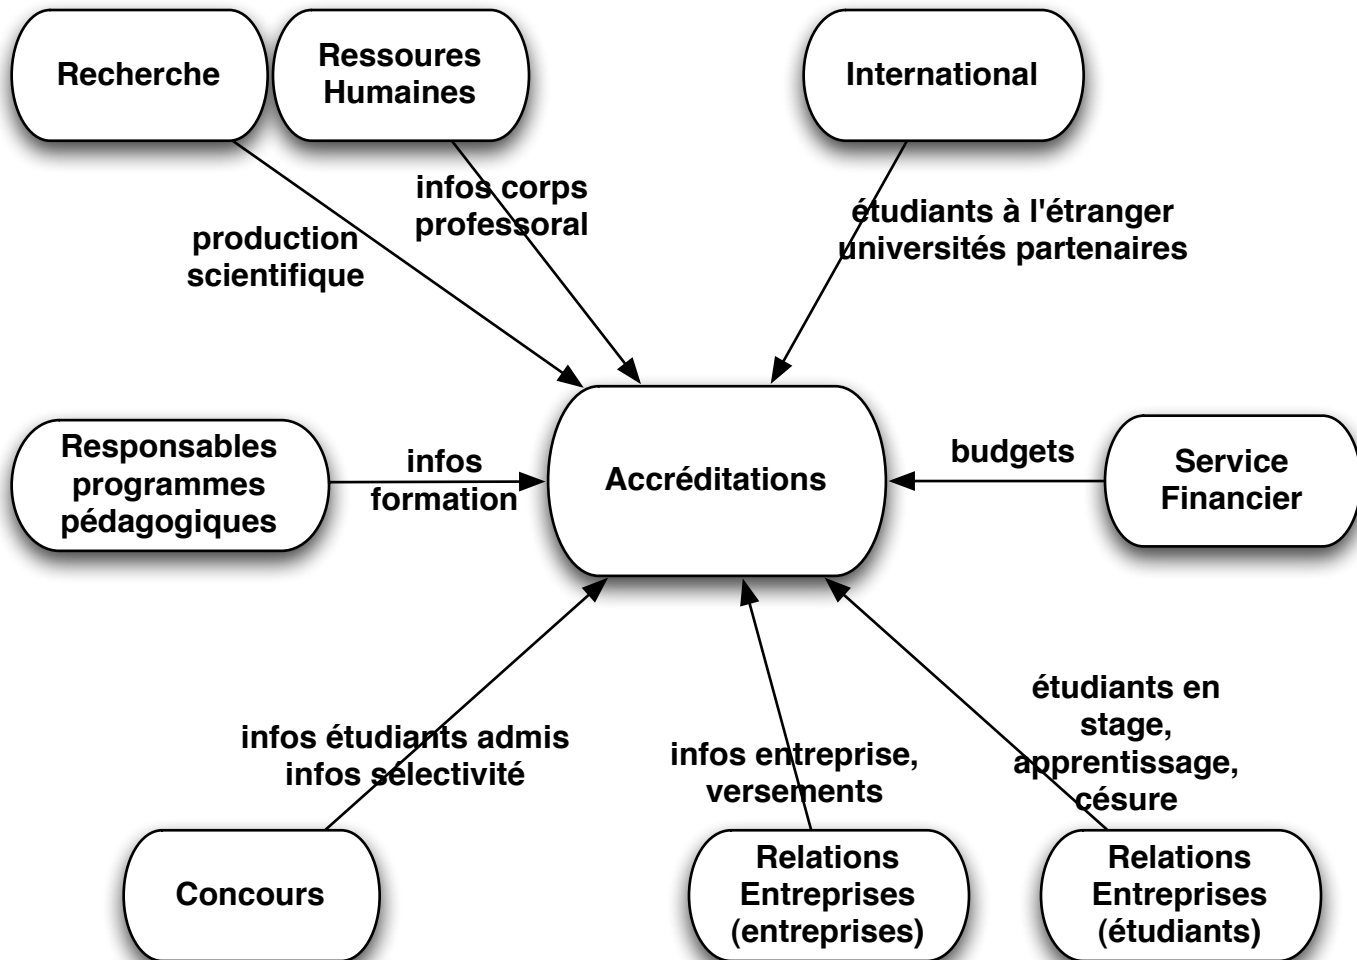 Recherche
Ressoures
Humaines
International
infos corps
professoral
production
scientifique
étudiants à l'étranger
universités partenaires
Responsables
programmes
pédagogiques
infos
formation
Accréditations
budgets
Service
Financier
infos étudiants admis
infos sélectivité
infos entreprise,
versements
étudiants en
stage,
apprentissage,
césure
Concours
Relations
Entreprises
(entreprises)
Relations
Entreprises
(étudiants)